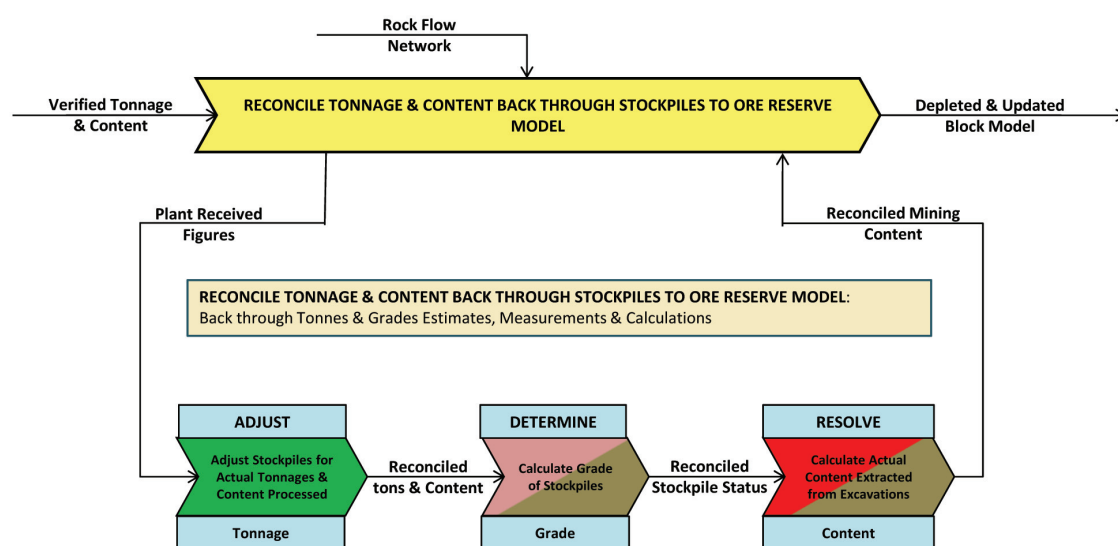 Rock Flow
Network
Verified Tonnage
& Content
RECONCILE TONNAGE & CONTENT BACK THROUGH STOCKPILES TO ORE RESERVE
MODEL
Depleted & Updated
Block Model
Plant Received
Figures
Reconciled Mining
Content
RECONCILE TONNAGE & CONTENT BACK THROUGH STOCKPILES TO ORE RESERVE MODEL:
Back through Tonnes & Grades Estimates, Measurements & Calculations
ADJUST
Adjust Stockpiles for
Actual Tonnages &
Content Processed
Tonnage
Reconciled
tons & Content
DETERMINE
Calculate Grade
of Stockpiles
Grade
Reconciled
Stockpile Status
RESOLVE
Calculate Actual
Content Extracted
from Excavations
Content